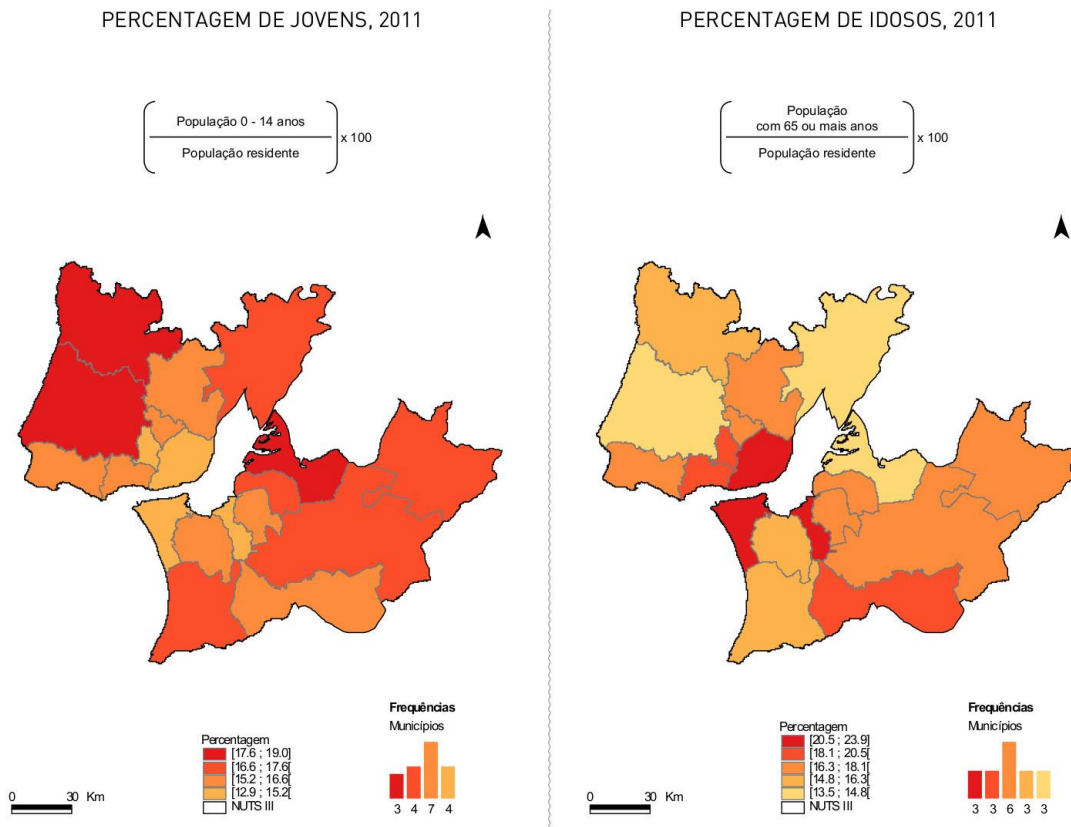 PERCENTAGEM DE JOVENS, 2011
População 0 - 14 anos
População residente
x 100
Percentagem
[17.6 ; 19.0]
[16.6 ; 17.6[
[15.2 ; 16.6[
[12.9 ; 15.2[
NUTS III
Frequências
Municípios
3 4 7 4
0 30 Km
PERCENTAGEM DE IDOSOS, 2011
População
com 65 ou mais anos
População residente
x 100
Percentagem
[20.5 ; 23.9]
[18.1 ; 20.5[
[16.3 ; 18.1[
[14.8 ; 16.3[
[13.5 ; 14.8[
NUTS III
Frequências
Municípios
3 3 6 3 3
0 30 Km